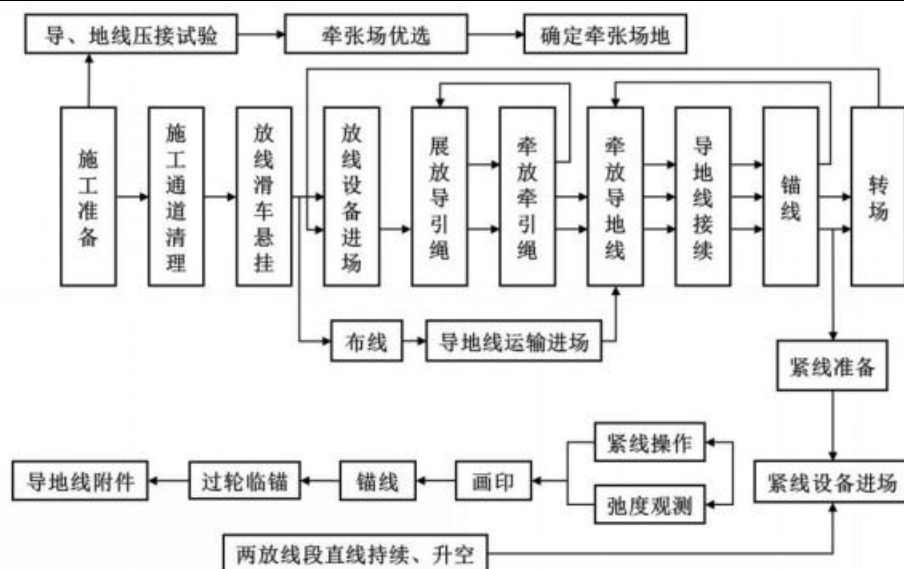 导、地线压接试验
牵张场优选
确定牵张场地
施工准备
施工通道清理
放线滑车悬挂
放线设备进场
展放导引绳
牵放牵引绳
牵放导地线
导地线接续
锚线
转场
布线
导地线运输进场
紧线准备
紧线操作
导地线附件
过轮临锚
锚线
画印
弛度观测
紧线设备进场
两放线段直线持续、升空